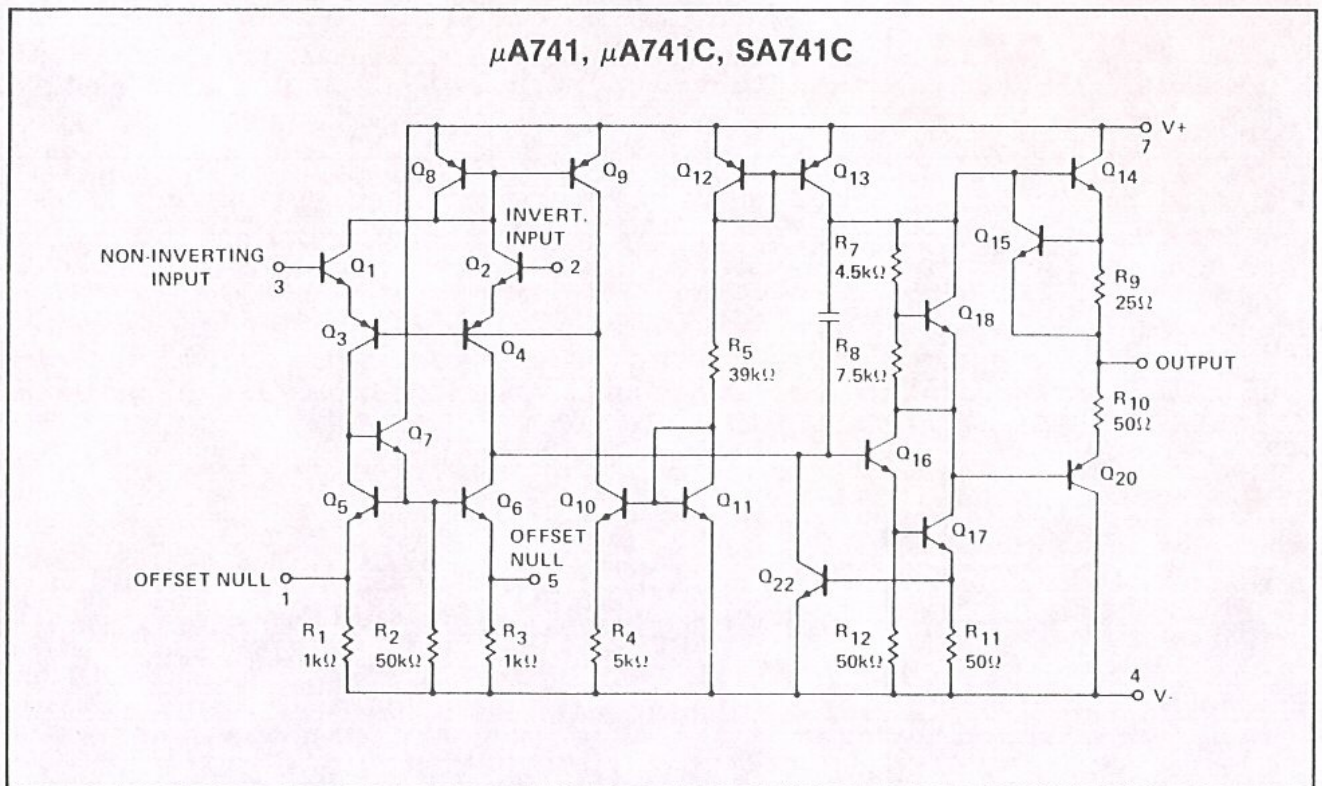 μA741, μA741C, SA741C
V+
7
Q8
Q9
Q12
Q13
Q14
INVERT.
INPUT
NON-INVERTING
INPUT
3
Q1
Q2
2
R7
4.5kΩ
Q15
R9
25Ω
Q3
Q4
R5
39kΩ
R8
7.5kΩ
Q18
OUTPUT
R10
50Ω
Q7
Q16
Q20
Q5
Q6
Q10
Q11
Q17
OFFSET
NULL
5
OFFSET NULL
1
Q22
R1
1kΩ
R2
50kΩ
R3
1kΩ
R4
5kΩ
R12
50kΩ
R11
50Ω
4
V-